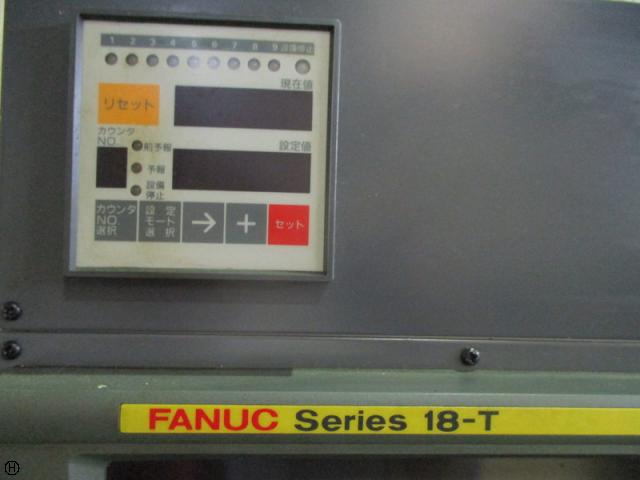 1 2 3 4 5 6 7 8 9 設備停止
現在値
リセット
カウンタ
NO.
前予報
設定値
予報
設備
停止
カウンタ
NO.
選択
設定
モード
選択
→
+
セット
FANUC Series 18-T
H